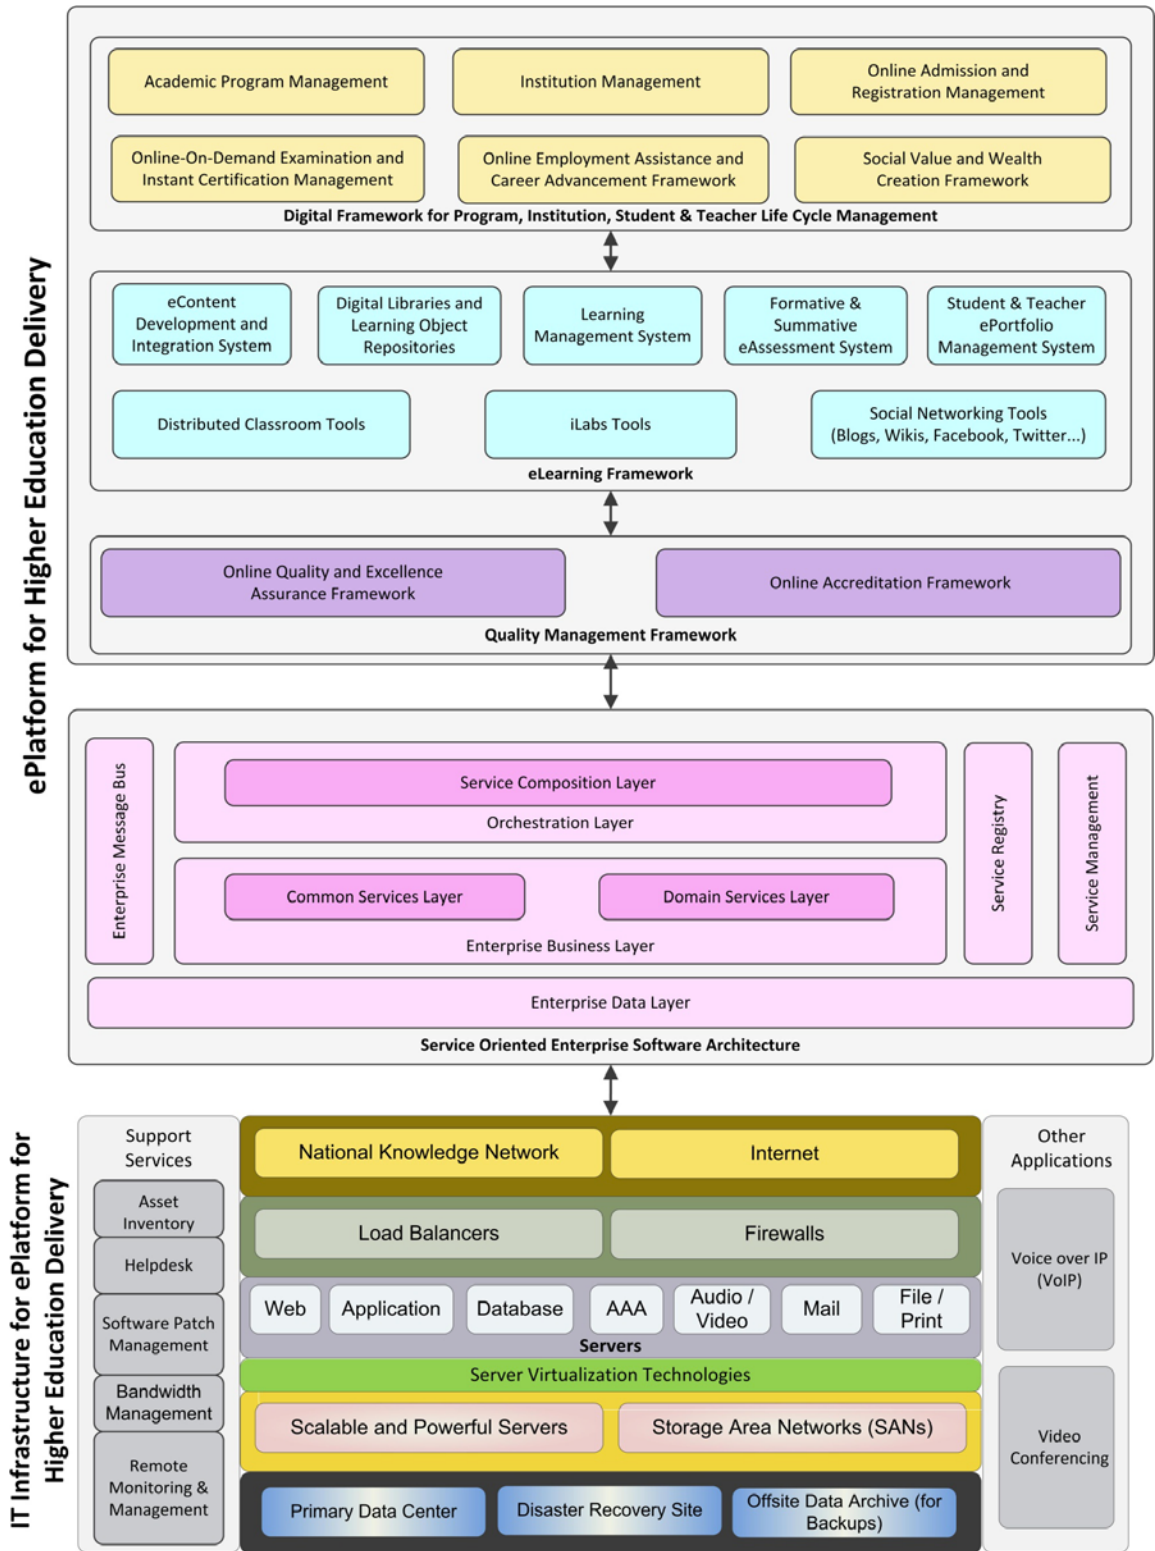 ePlatform for Higher Education Delivery
Academic Program Management
Institution Management
Online Admission and
Registration Management
Online-On-Demand Examination and
Instant Certification Management
Online Employment Assistance and
Career Advancement Framework
Social Value and Wealth
Creation Framework
Digital Framework for Program, Institution, Student & Teacher Life Cycle Management
eContent
Development and
Integration System
Digital Libraries and
Learning Object
Repositories
Learning
Management System
Formative &
Summative
eAssessment System
Student & Teacher
ePortfolio
Management System
Distributed Classroom Tools
iLabs Tools
Social Networking Tools
(Blogs, Wikis, Facebook, Twitter...)
eLearning Framework
Online Quality and Excellence
Assurance Framework
Online Accreditation Framework
Quality Management Framework
Enterprise Message Bus
Service Composition Layer
Orchestration Layer
Common Services Layer
Domain Services Layer
Enterprise Business Layer
Service Registry
Service Management
Enterprise Data Layer
Service Oriented Enterprise Software Architecture
IT Infrastructure for ePlatform for
Higher Education Delivery
Support
Services
Asset
Inventory
Helpdesk
Software Patch
Management
Bandwidth
Management
Remote
Monitoring &
Management
National Knowledge Network
Internet
Load Balancers
Firewalls
Web
Application
Database
AAA
Audio /
Video
Mail
File /
Print
Servers
Server Virtualization Technologies
Scalable and Powerful Servers
Storage Area Networks (SANs)
Primary Data Center
Disaster Recovery Site
Offsite Data Archive (for
Backups)
Other
Applications
Voice over IP
(VoIP)
Video
Conferencing